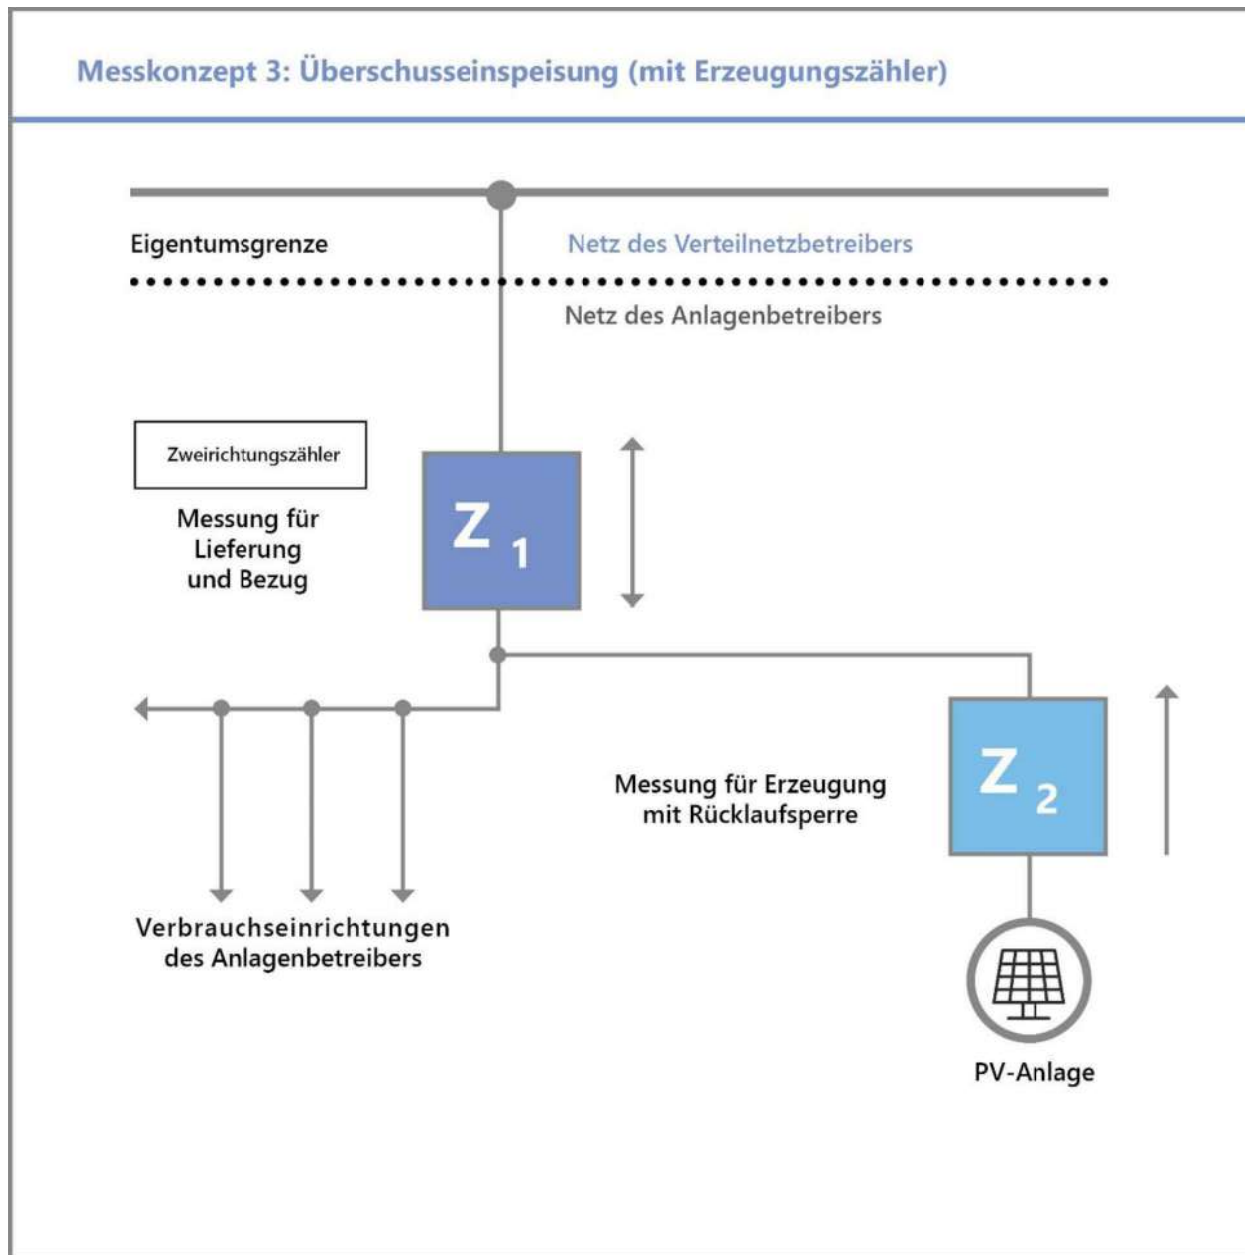 Messkonzept 3: Überschusseinspeisung (mit Erzeugungszähler)
Eigentumsgrenze
Netz des Verteilnetzbetreibers
Netz des Anlagenbetreibers
Zweirichtungszähler
Messung für
Lieferung
und Bezug
Z 1
Messung für Erzeugung
mit Rücklaufsperre
Z 2
Verbrauchseinrichtungen
des Anlagenbetreibers
PV-Anlage